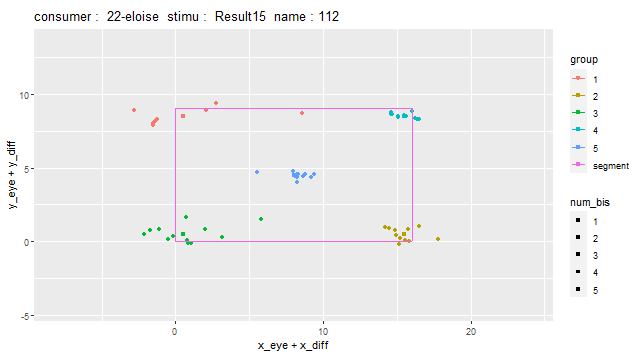 consumer : 22-eloise stimu : Result15 name : 112
10
5
0
-5
y_eye + y_diff
0
10
20
x_eye + x_diff
group
1
2
3
4
5
segment
num_bis
1
2
3
4
5